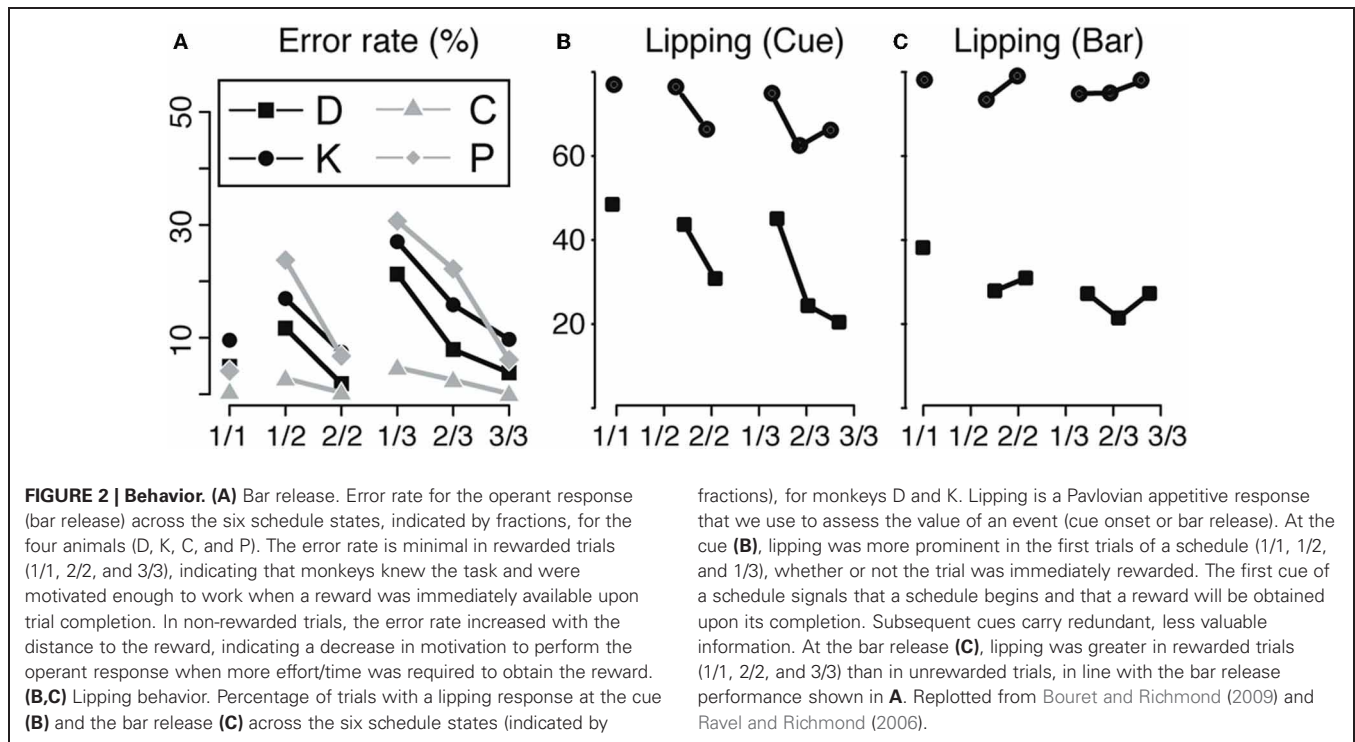 A Error rate (%)
50
30
10
D
K
C
P
1/1 1/2 2/2 1/3 2/3 3/3
B Lipping (Cue)
60
40
20
1/1 1/2 2/2 1/3 2/3 3/3
C Lipping (Bar)
1/1 1/2 2/2 1/3 2/3 3/3
FIGURE 2 | Behavior. (A) Bar release. Error rate for the operant response
(bar release) across the six schedule states, indicated by fractions, for the
four animals (D, K, C, and P). The error rate is minimal in rewarded trials
(1/1, 2/2, and 3/3), indicating that monkeys knew the task and were
motivated enough to work when a reward was immediately available upon
trial completion. In non-rewarded trials, the error rate increased with the
distance to the reward, indicating a decrease in motivation to perform the
operant response when more effort/time was required to obtain the reward.
(B,C) Lipping behavior. Percentage of trials with a lipping response at the cue
(B) and the bar release (C) across the six schedule states (indicated by
fractions), for monkeys D and K. Lipping is a Pavlovian appetitive response
that we use to assess the value of an event (cue onset or bar release). At the
cue (B), lipping was more prominent in the first trials of a schedule (1/1, 1/2,
and 1/3), whether or not the trial was immediately rewarded. The first cue of
a schedule signals that a schedule begins and that a reward will be obtained
upon its completion. Subsequent cues carry redundant, less valuable
information. At the bar release (C), lipping was greater in rewarded trials
(1/1, 2/2, and 3/3) than in unrewarded trials, in line with the bar release
performance shown in A. Replotted from Bouret and Richmond (2009) and
Ravel and Richmond (2006).